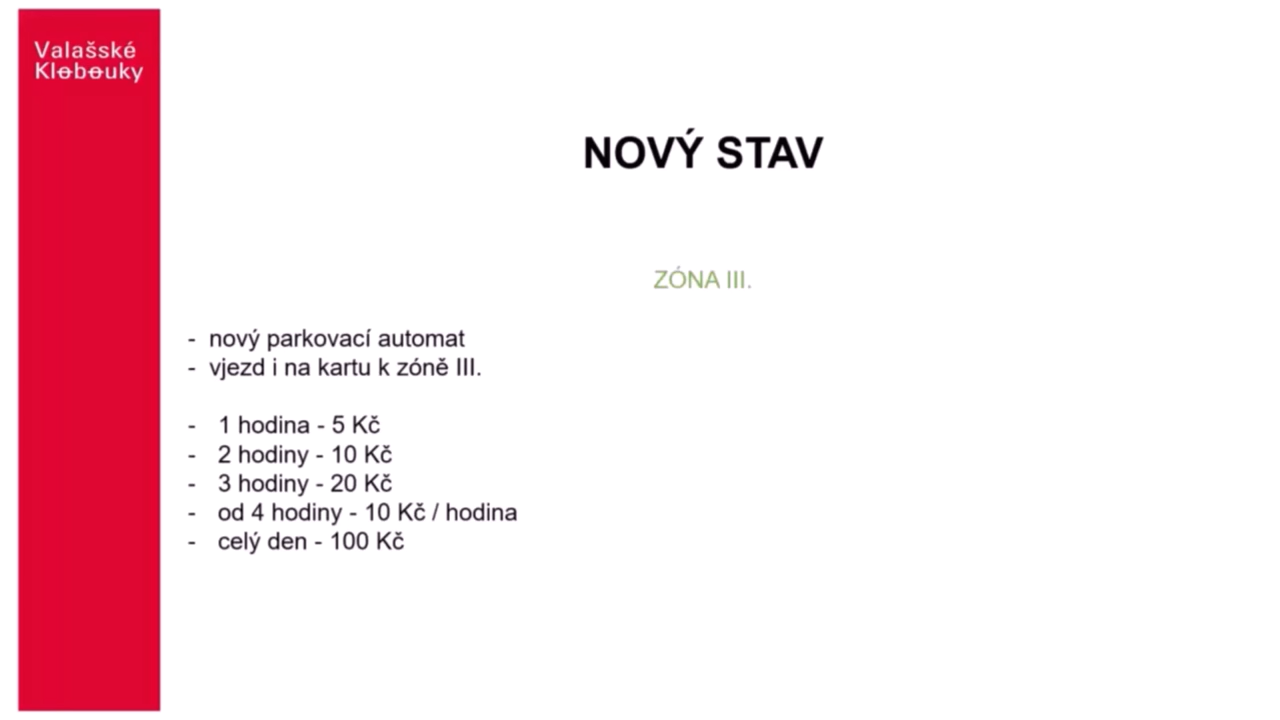 Valašské
Klobouky
NOVÝ STAV
ZÓNA III.
- nový parkovací automat
- vjezd i na kartu k zóně III.
- 1 hodina - 5 Kč
- 2 hodiny - 10 Kč
- 3 hodiny - 20 Kč
- od 4 hodiny - 10 Kč / hodina
- celý den - 100 Kč